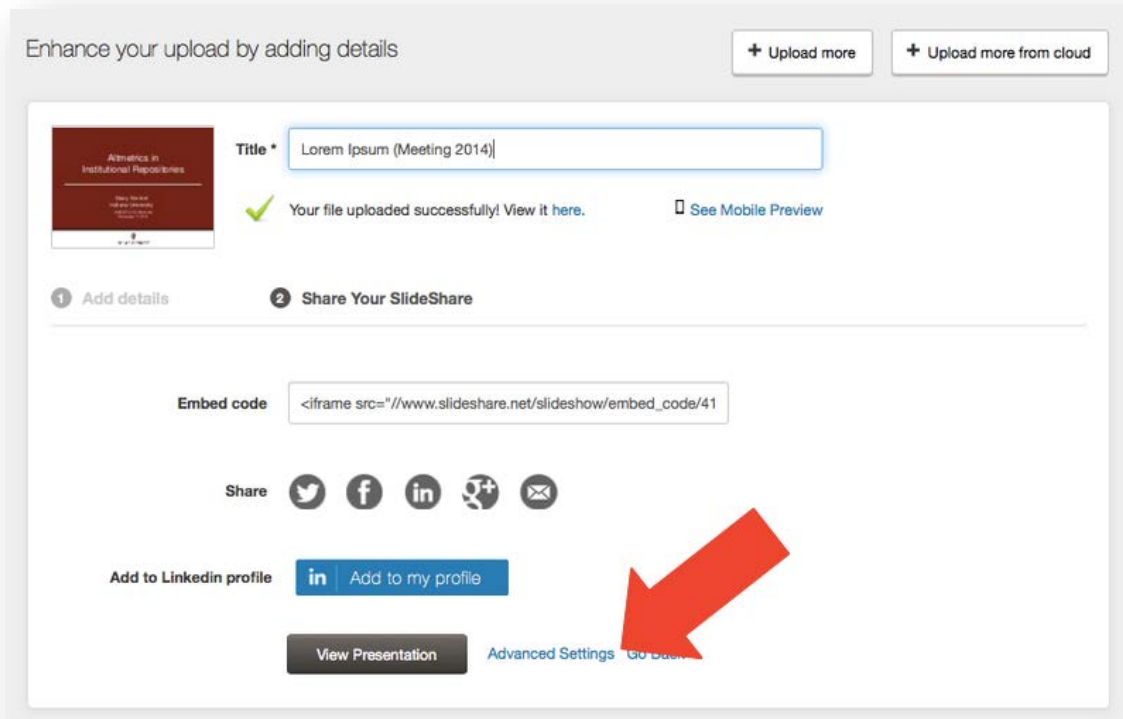 Enhance your upload by adding details
+ Upload more
+ Upload more from cloud
Altmetrics in
Institutional Repositories
Title *
Lorem Ipsum (Meeting 2014)
Your file uploaded successfully! View it here.
See Mobile Preview
1 Add details
2 Share Your SlideShare
Embed code
<iframe src="//www.slideshare.net/slideshow/embed_code/41
Share
f
in
g+
Add to Linkedin profile
in Add to my profile
View Presentation
Advanced Settings
Go Back